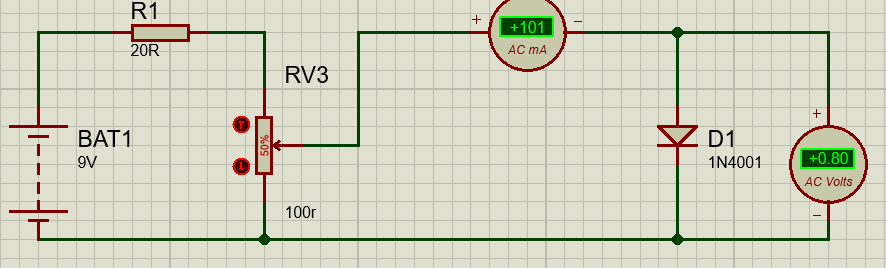 R1
20R
RV3
50%
100r
BAT1
9V
+
+101
AC mA
−
D1
1N4001
+
+0.80
AC Volts
−